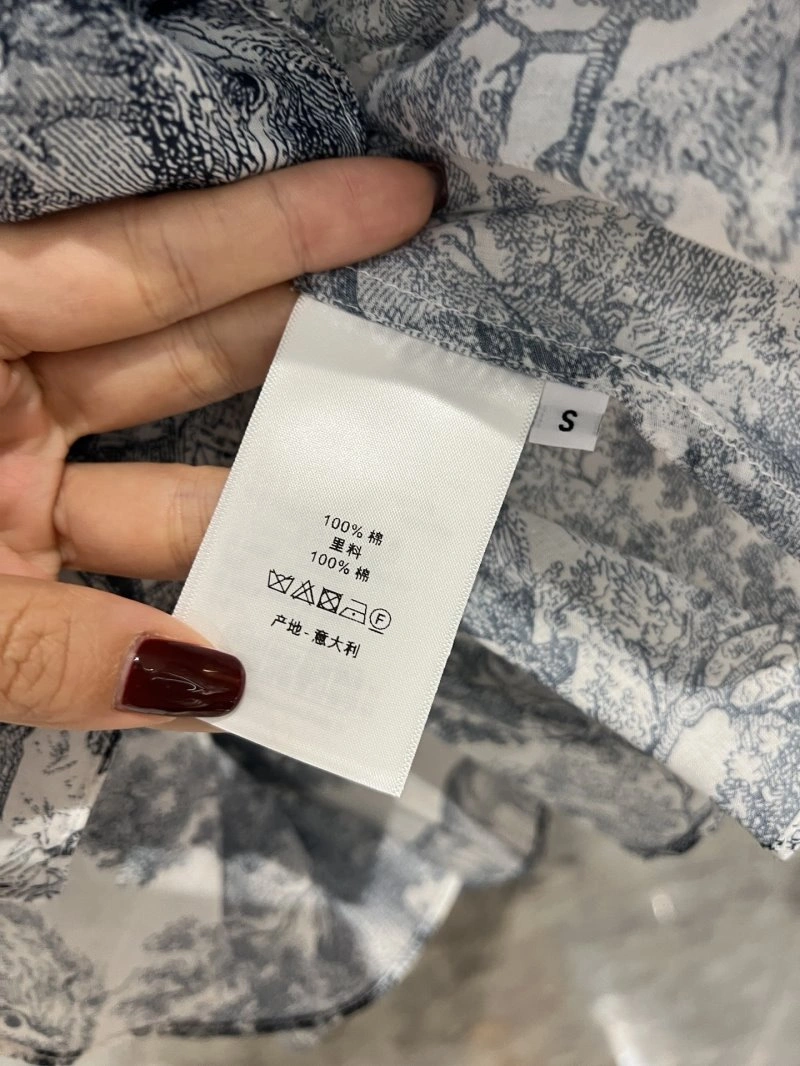 100% 棉
里料
100% 棉
F
产地-意大利
S